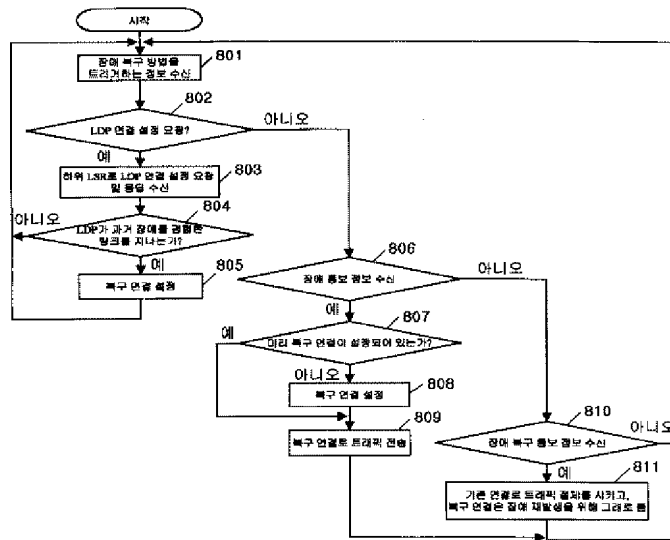 시작
장애 복구 방법을
트리거하는 정보 수신
801
802
LDP 연결 설정 요청?
아니오
예
하위 LSR로 LDP 연결 설정 요청
및 응답 수신
803
804
아니오
LDP가 과거 장애를 경험한
링크를 지나는가?
예
805
복구 연결 설정
806
장애 통보 정보 수신
아니오
예
807
예
미리 복구 연결이 설정되어 있는가?
아니오
808
복구 연결 설정
809
복구 연결로 트래픽 전송
810
장애 복구 통보 정보 수신
아니오
예
811
기존 연결로 트래픽 절체를 시키고,
복구 연결은 장애 재발생을 위해 그대로 둠